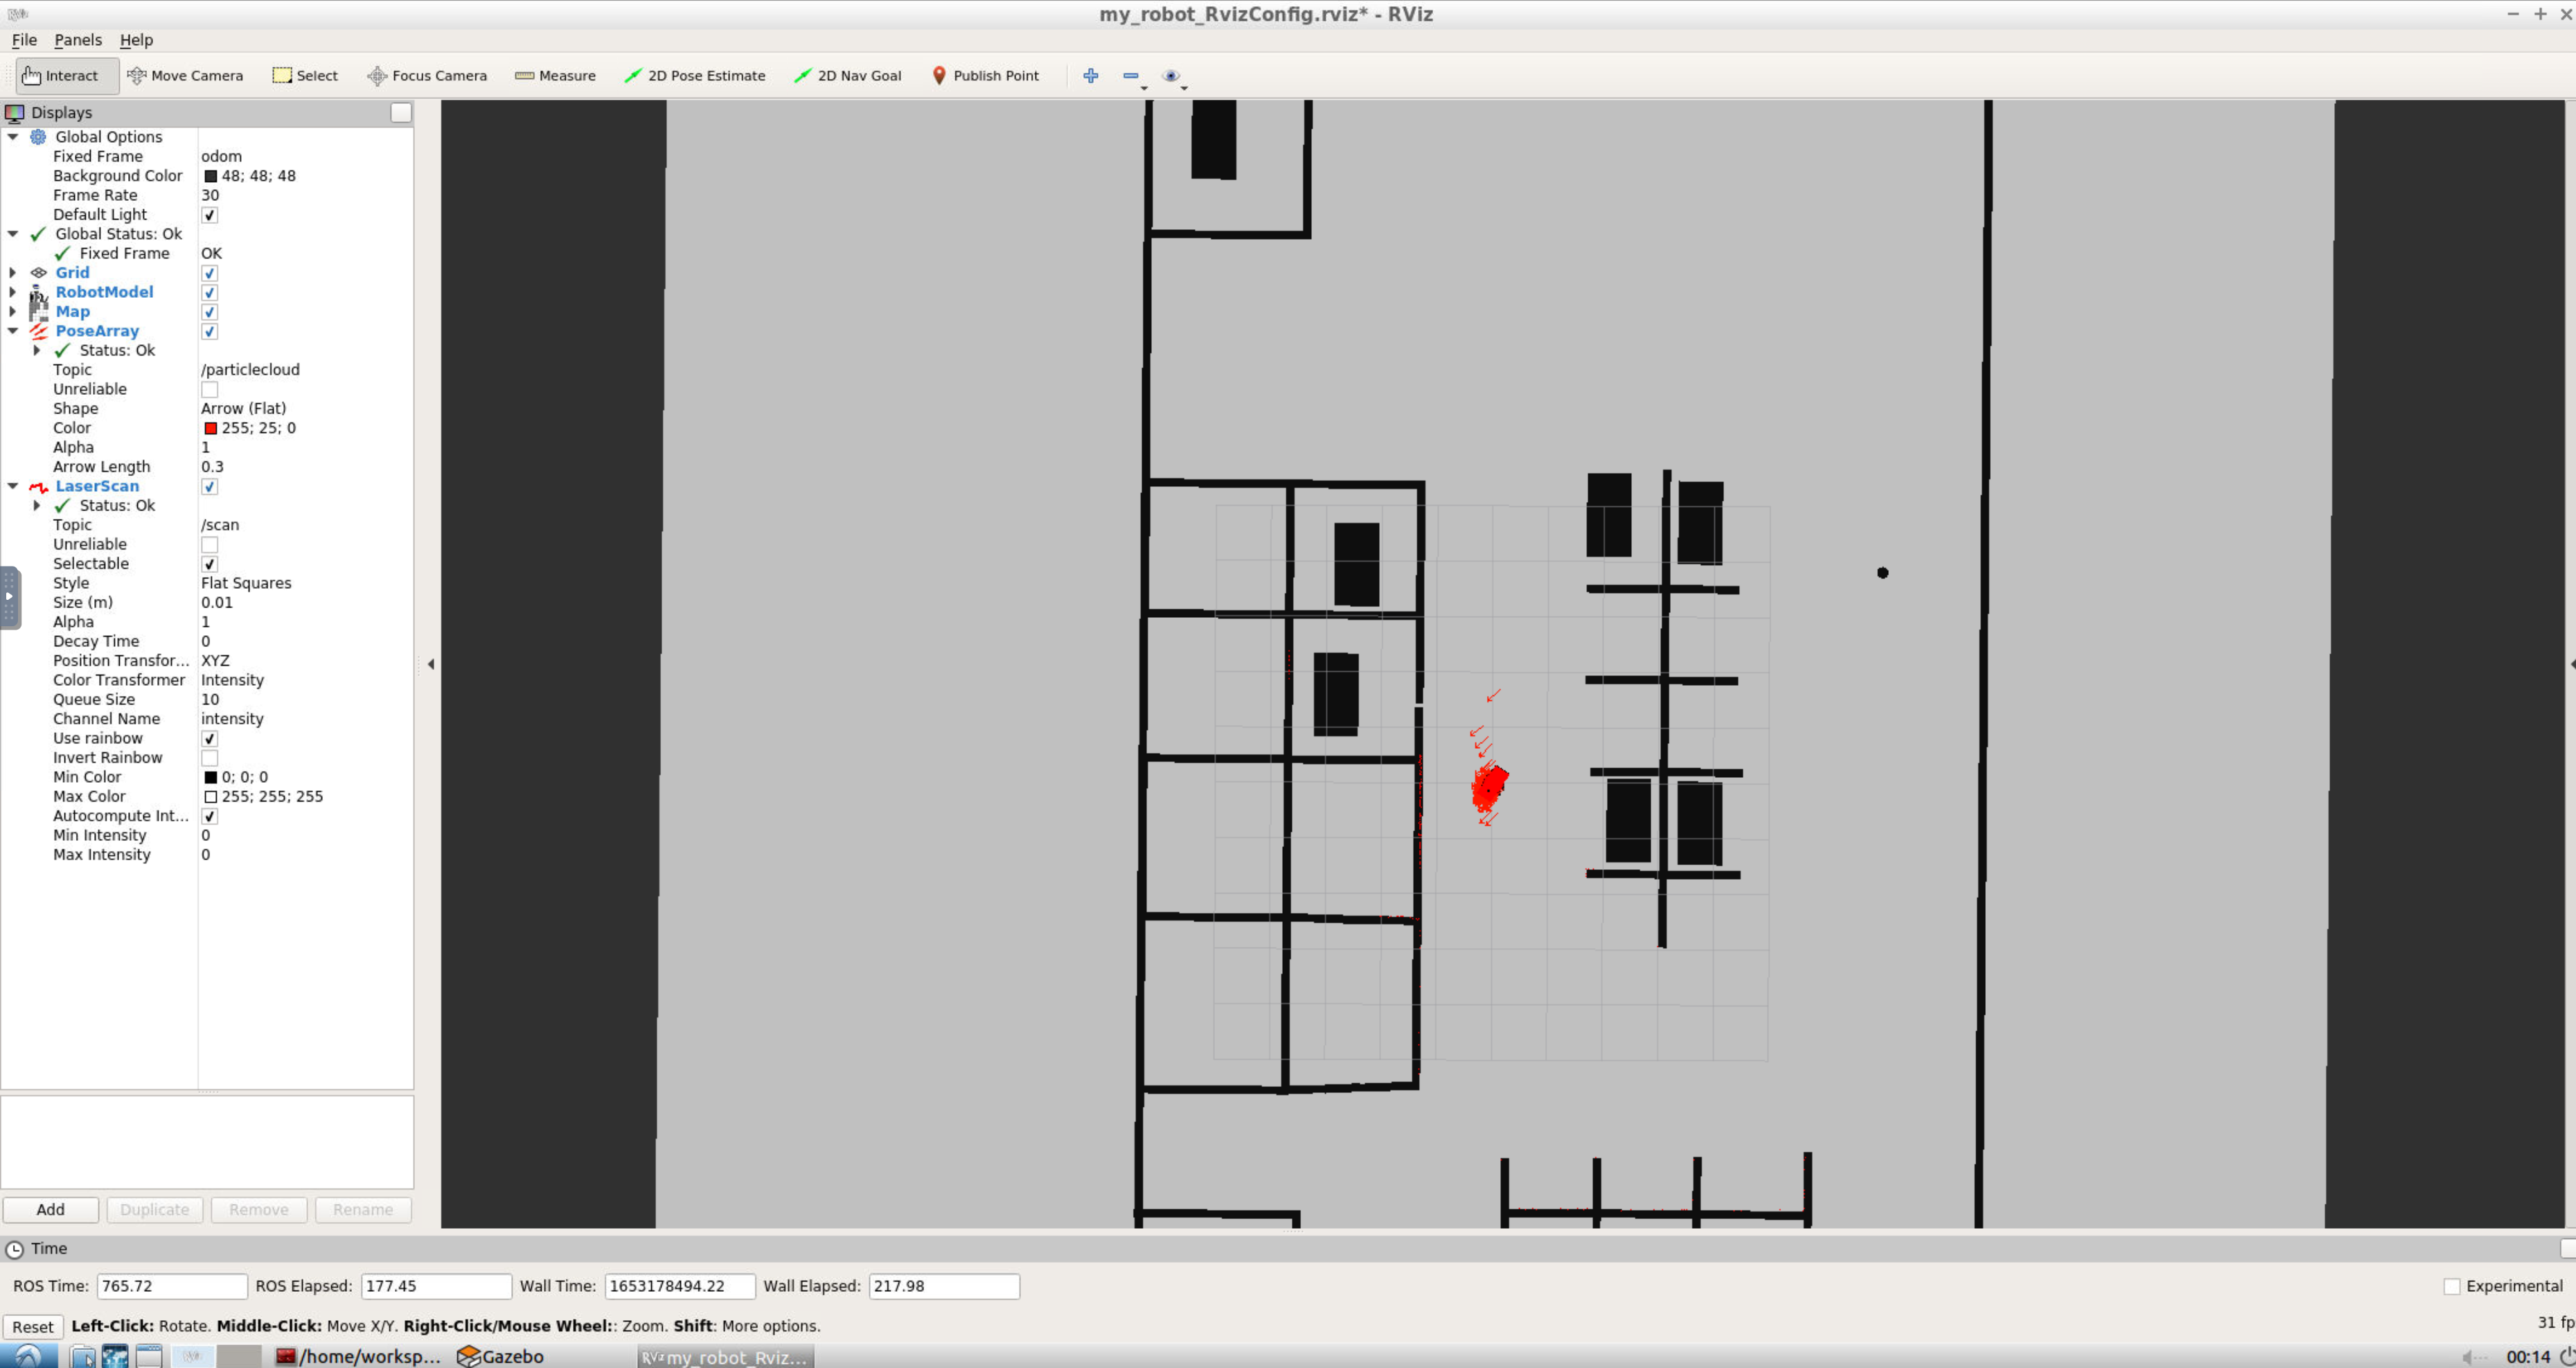 my_robot_RvizConfig.rviz* - RViz
File Panels Help
Interact Move Camera Select Focus Camera Measure 2D Pose Estimate 2D Nav Goal Publish Point
Displays
Global Options
Fixed Frame odom
Background Color 48; 48; 48
Frame Rate 30
Default Light
Global Status: Ok
Fixed Frame OK
Grid
RobotModel
Map
PoseArray
Status: Ok
Topic /particlecloud
Unreliable
Shape Arrow (Flat)
Color 255; 25; 0
Alpha 1
Arrow Length 0.3
LaserScan
Status: Ok
Topic /scan
Unreliable
Selectable
Style Flat Squares
Size (m) 0.01
Alpha 1
Decay Time 0
Position Transfor... XYZ
Color Transformer Intensity
Queue Size 10
Channel Name intensity
Use rainbow
Invert Rainbow
Min Color 0; 0; 0
Max Color 255; 255; 255
Autocompute Int...
Min Intensity 0
Max Intensity 0
Add Duplicate Remove Rename
Time
ROS Time: 765.72 ROS Elapsed: 177.45 Wall Time: 1653178494.22 Wall Elapsed: 217.98 Experimental
Reset Left-Click: Rotate. Middle-Click: Move X/Y. Right-Click/Mouse Wheel:: Zoom. Shift: More options. 31 fp
/home/worksp... Gazebo RViz my_robot_Rviz... 00:14